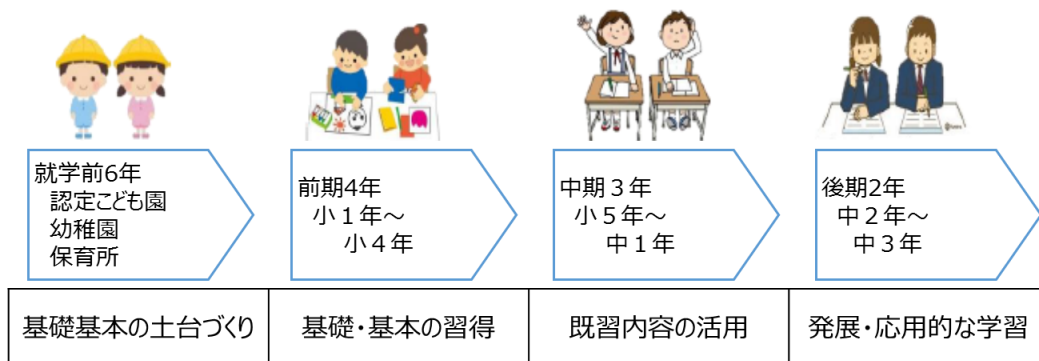 就学前6年
認定こども園
幼稚園
保育所
前期4年
小１年～
小４年
中期３年
小５年～
中１年
後期2年
中２年～
中３年
基礎基本の土台づくり
基礎・基本の習得
既習内容の活用
発展・応用的な学習